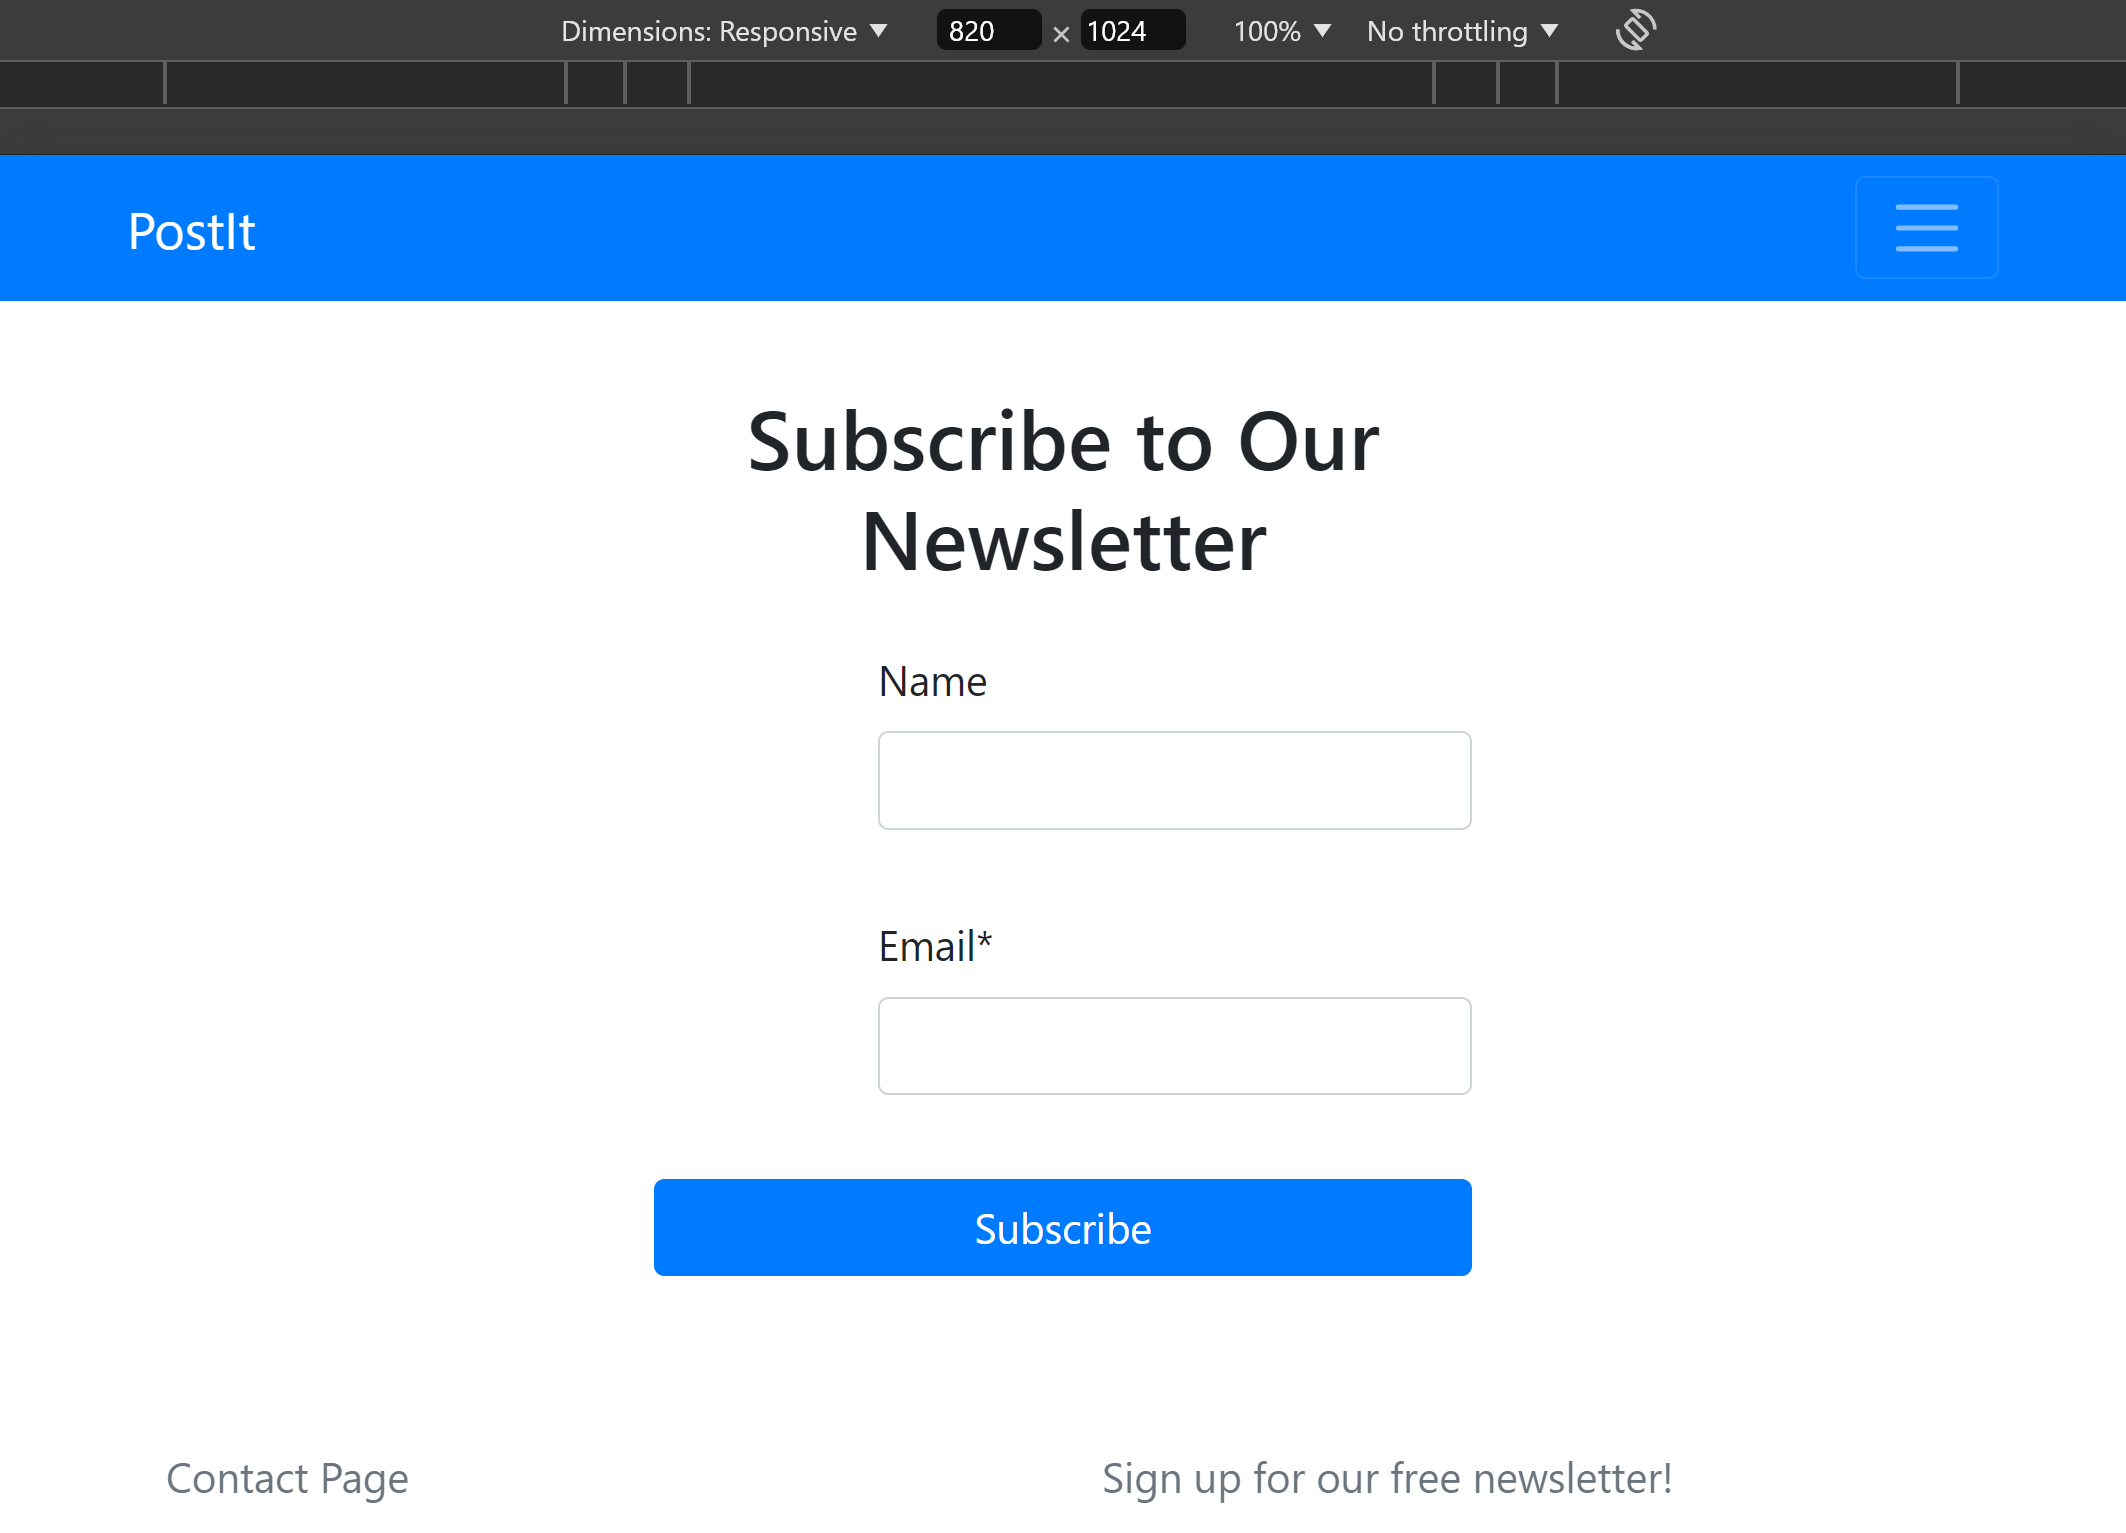 Dimensions: Responsive ▼ 820 × 1024 100% ▼ No throttling ▼
PostIt
Subscribe to Our
Newsletter
Name
Email*
Subscribe
Contact Page Sign up for our free newsletter!